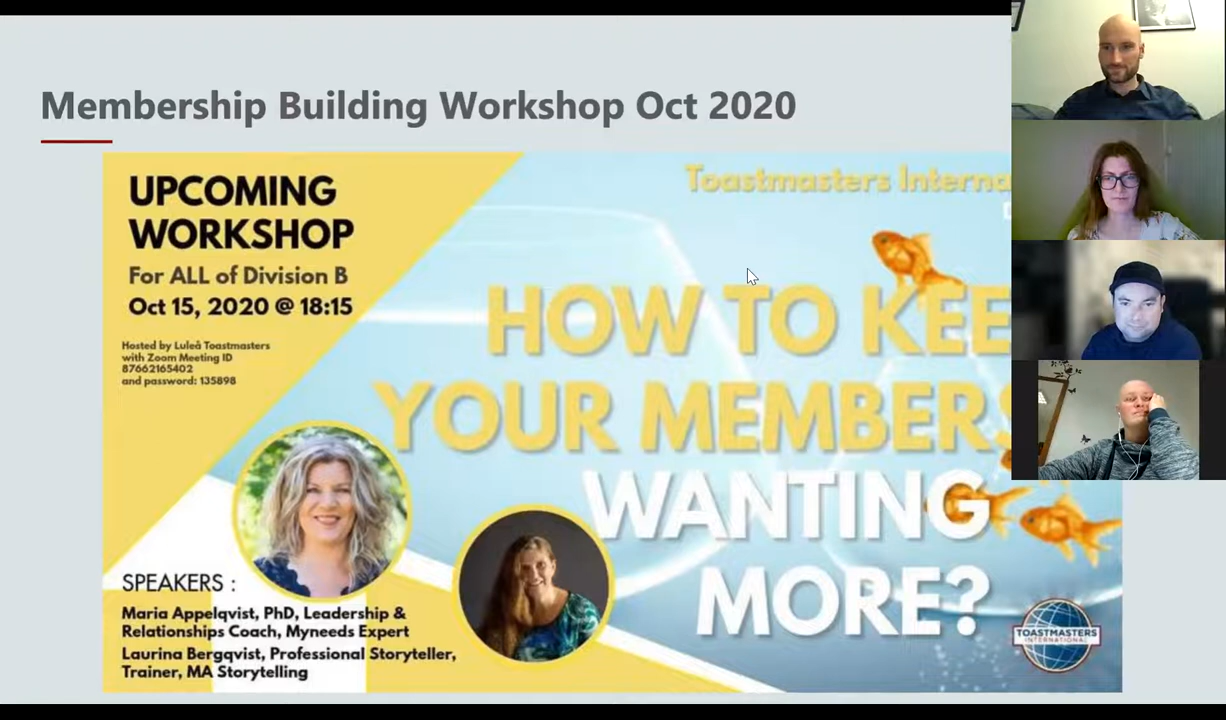 Membership Building Workshop Oct 2020
UPCOMING
WORKSHOP
For ALL of Division B
Oct 15, 2020 @ 18:15
Hosted by Luleå Toastmasters
with Zoom Meeting ID
87662165402
and password: 135898
Toastmasters Interna
HOW TO KEE
YOUR MEMBERS
WANTING
MORE?
SPEAKERS :
Maria Appelqvist, PhD, Leadership &
Relationships Coach, Myneeds Expert
Laurina Bergqvist, Professional Storyteller,
Trainer, MA Storytelling
TOASTMASTERS
INTERNATIONAL